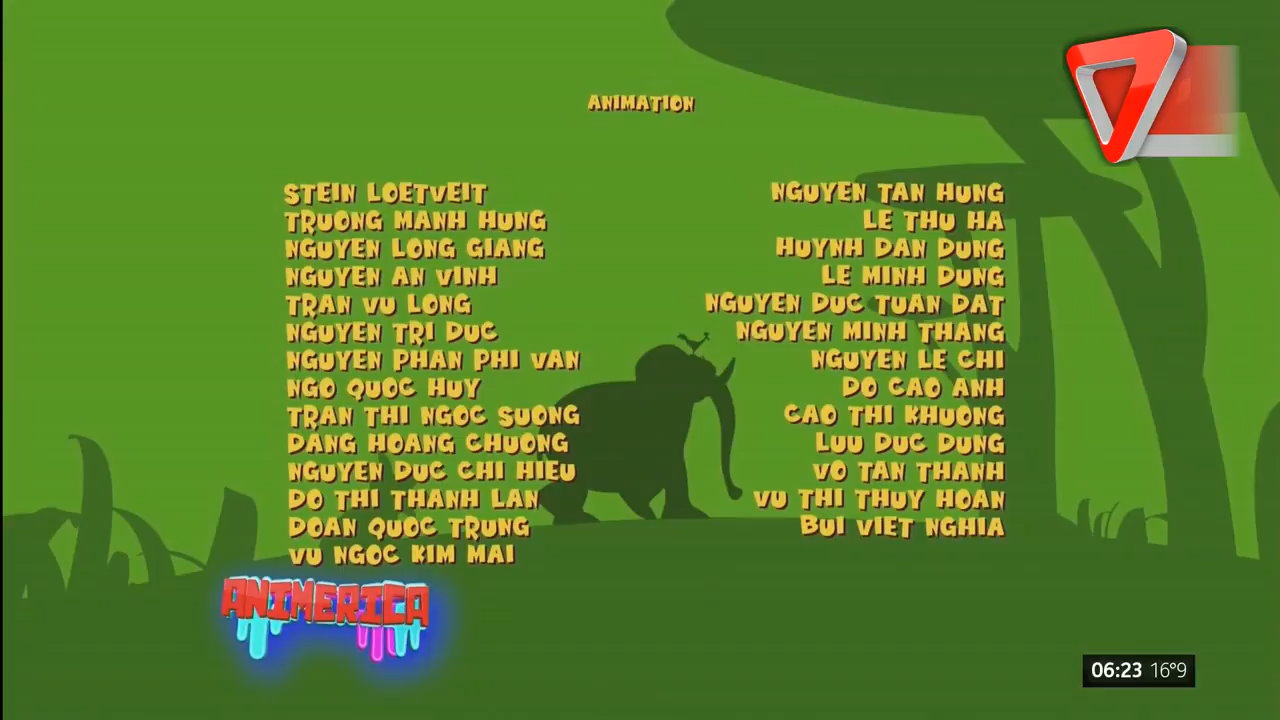 ANIMATION
STEIN LOETVEIT
TRUONG MANH HUNG
NGUYEN LONG GIANG
NGUYEN AN VINH
TRAN VU LONG
NGUYEN TRI DUC
NGUYEN PHAN PHI VAN
NGO QUOC HUY
TRAN THI NGOC SUONG
DANG HOANG CHUONG
NGUYEN DUC CHI HIEU
DO THI THANH LAN
DOAN QUOC TRUNG
VU NGOC KIM MAI
NGUYEN TAN HUNG
LE THU HA
HUYNH DAN DUNG
LE MINH DUNG
NGUYEN DUC TUAN DAT
NGUYEN MINH THANG
NGUYEN LE CHI
DO CAO ANH
CAO THI KHUONG
LUU DUC DUNG
VO TAN THANH
VU THI THUY HOAN
BUI VIET NGHIA
ANIMERICA
06:23 16°9